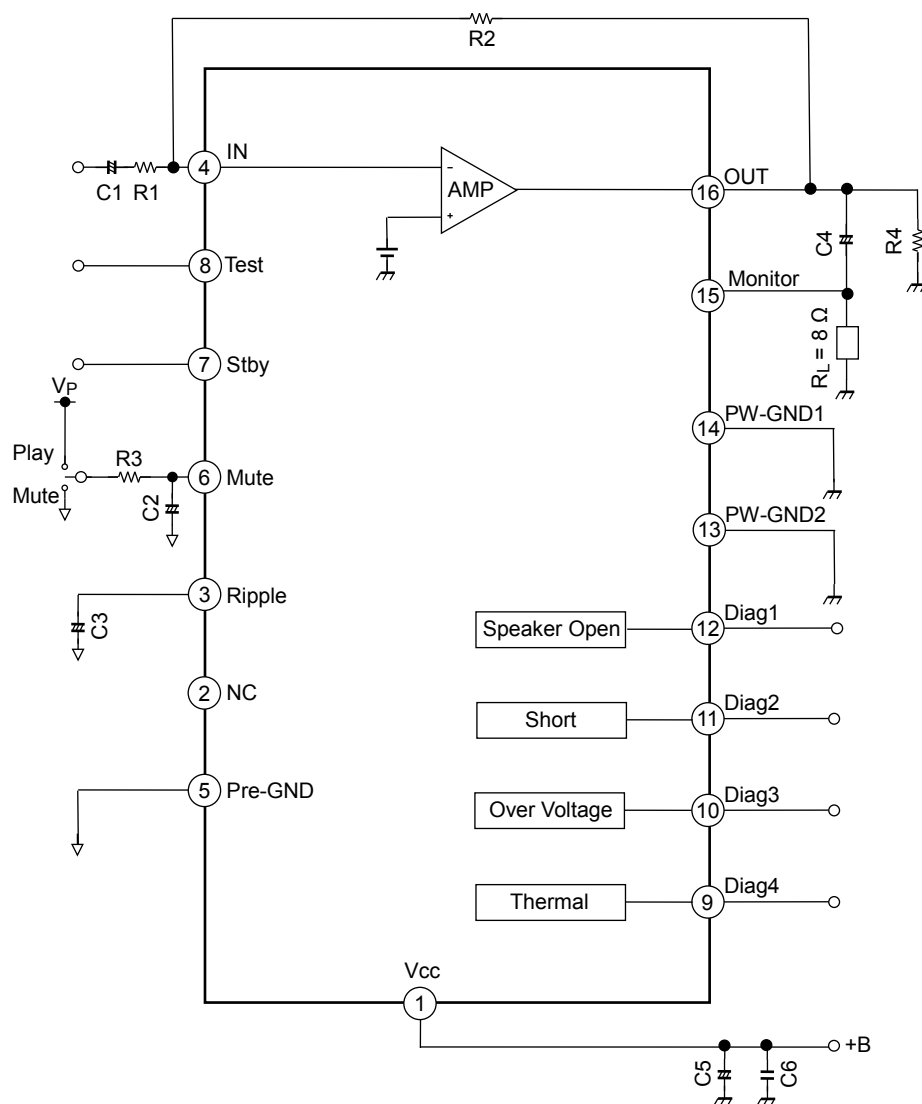 R2
4
IN
C1
R1
AMP
−
+
16
OUT
C4
R4
8
Test
15
Monitor
RL = 8 Ω
7
Stby
VP
Play
Mute
R3
C2
6
Mute
14
PW-GND1
13
PW-GND2
3
Ripple
C3
Speaker Open
12
Diag1
2
NC
Short
11
Diag2
5
Pre-GND
Over Voltage
10
Diag3
Thermal
9
Diag4
Vcc
1
+B
C5
C6